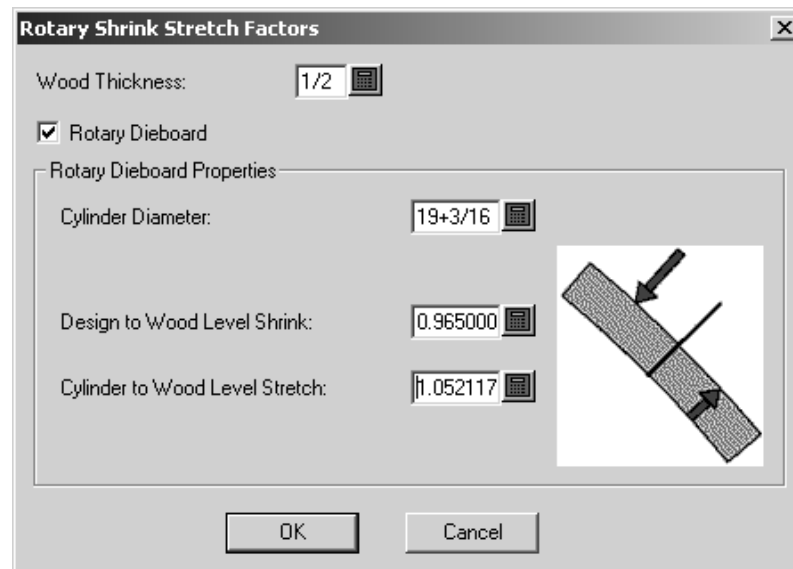 Rotary Shrink Stretch Factors
Wood Thickness: 1/2
Rotary Dieboard
Rotary Dieboard Properties
Cylinder Diameter: 19+3/16
Design to Wood Level Shrink: 0.965000
Cylinder to Wood Level Stretch: 1.052117
OK Cancel